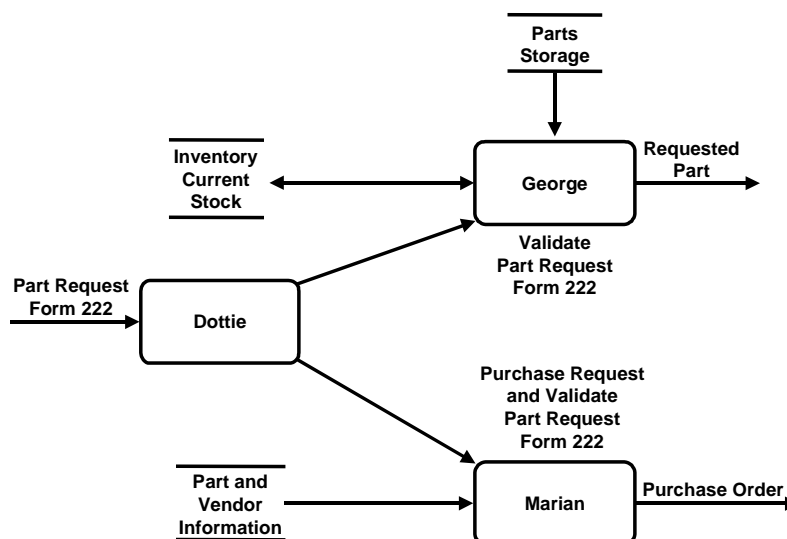 Parts
Storage
Inventory
Current
Stock
George
Requested
Part
Validate
Part Request
Form 222
Part Request
Form 222
Dottie
Purchase Request
and Validate
Part Request
Form 222
Part and
Vendor
Information
Marian
Purchase Order